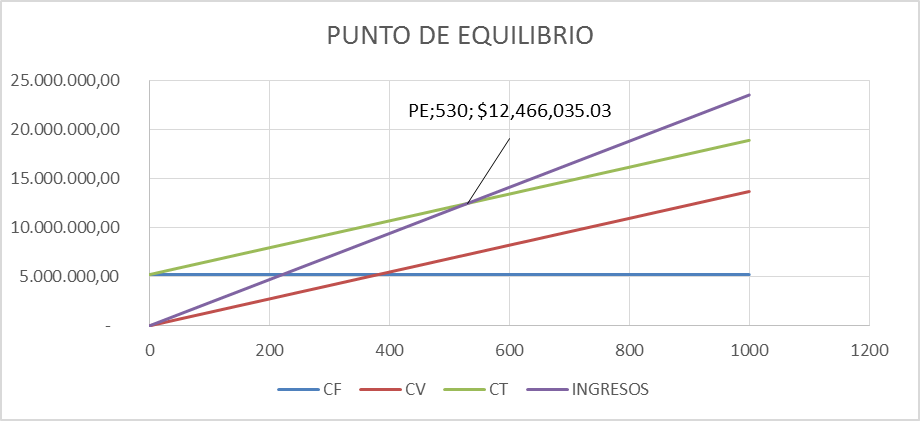 PUNTO DE EQUILIBRIO
25.000.000,00
20.000.000,00
15.000.000,00
10.000.000,00
5.000.000,00
-
PE;530; $12,466,035.03
0 200 400 600 800 1000 1200
CF CV CT INGRESOS